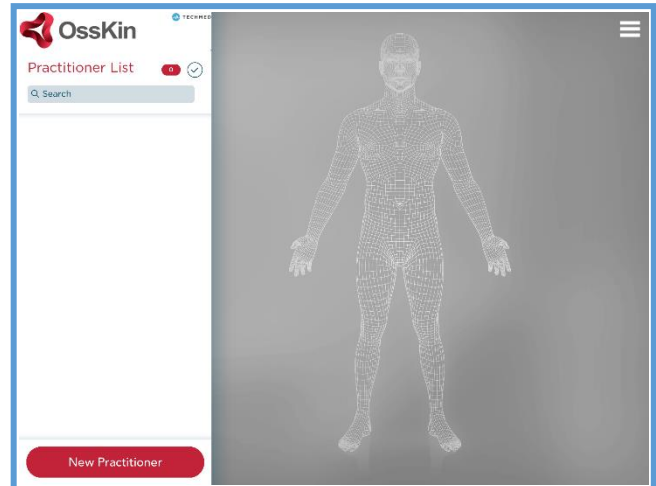 OssKin
TECHMED
Practitioner List
0
Search
New Practitioner